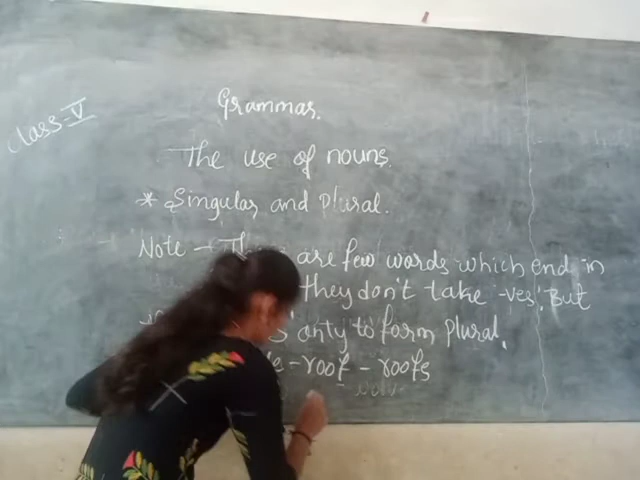 Class-V
Grammar.
The use of nouns.
* Singular and plural.
Note - are few words which end in
they don't take -ves. But
only to form plural.
-roof - roofs